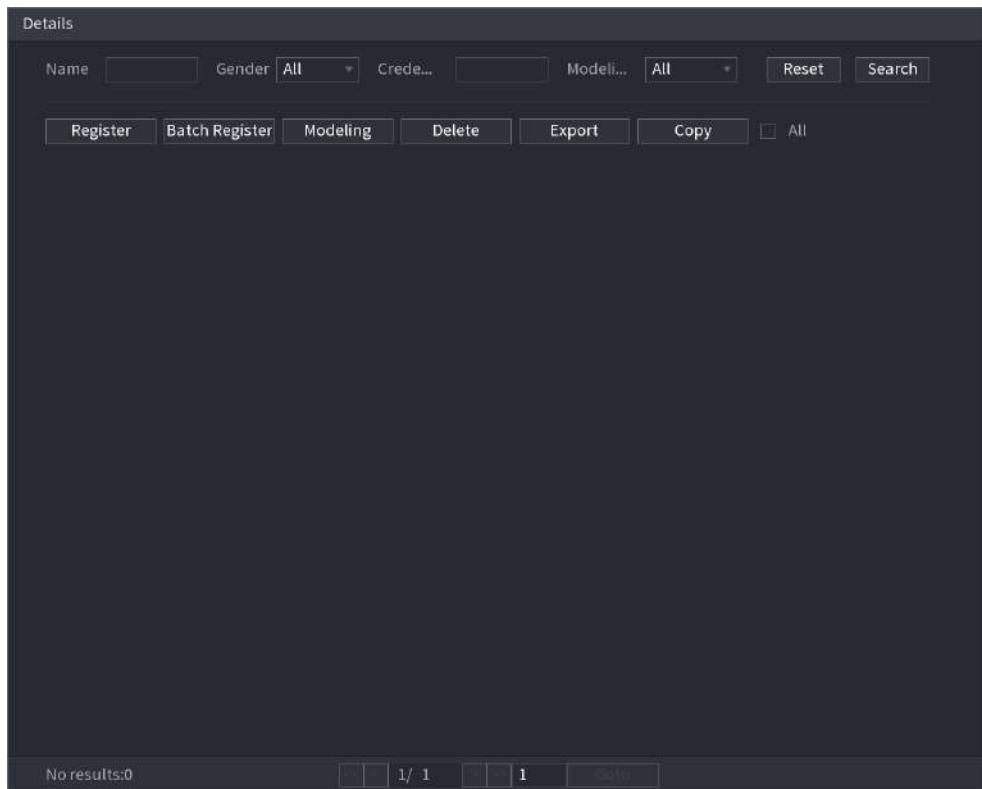 Details
Name Gender All Crede... Modeli... All Reset Search
Register Batch Register Modeling Delete Export Copy All
No results:0 1/ 1 1